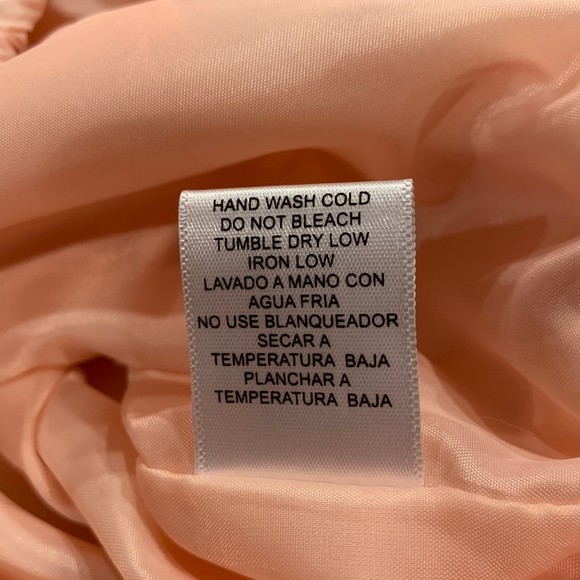 HAND WASH COLD
DO NOT BLEACH
TUMBLE DRY LOW
IRON LOW
LAVADO A MANO CON
AGUA FRIA
NO USE BLANQUEADOR
SECAR A
TEMPERATURA BAJA
PLANCHAR A
TEMPERATURA BAJA